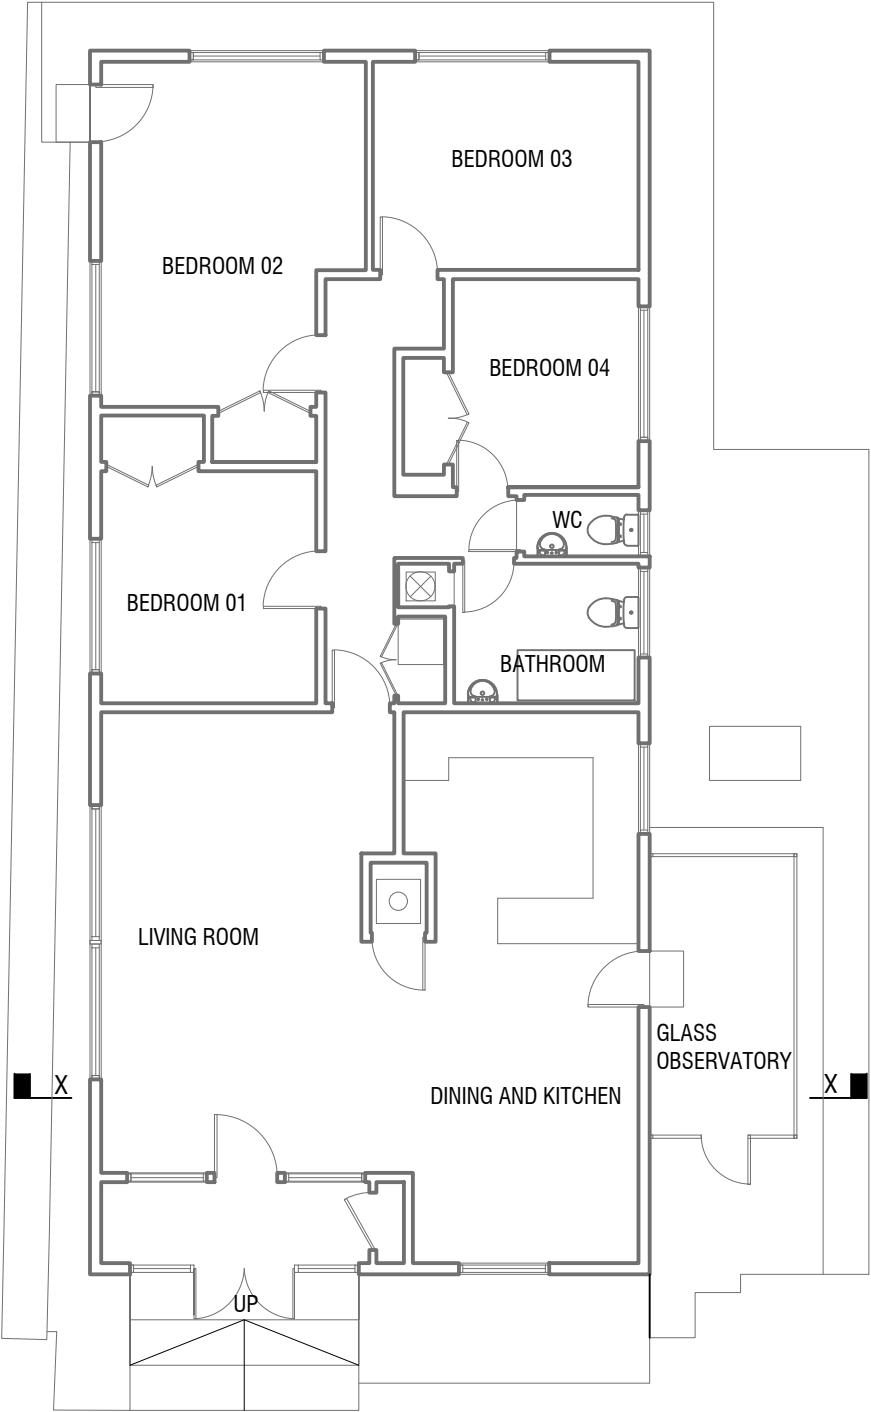 BEDROOM 03
BEDROOM 02
BEDROOM 04
WC
BEDROOM 01
BATHROOM
LIVING ROOM
GLASS
OBSERVATORY
X
X
DINING AND KITCHEN
UP